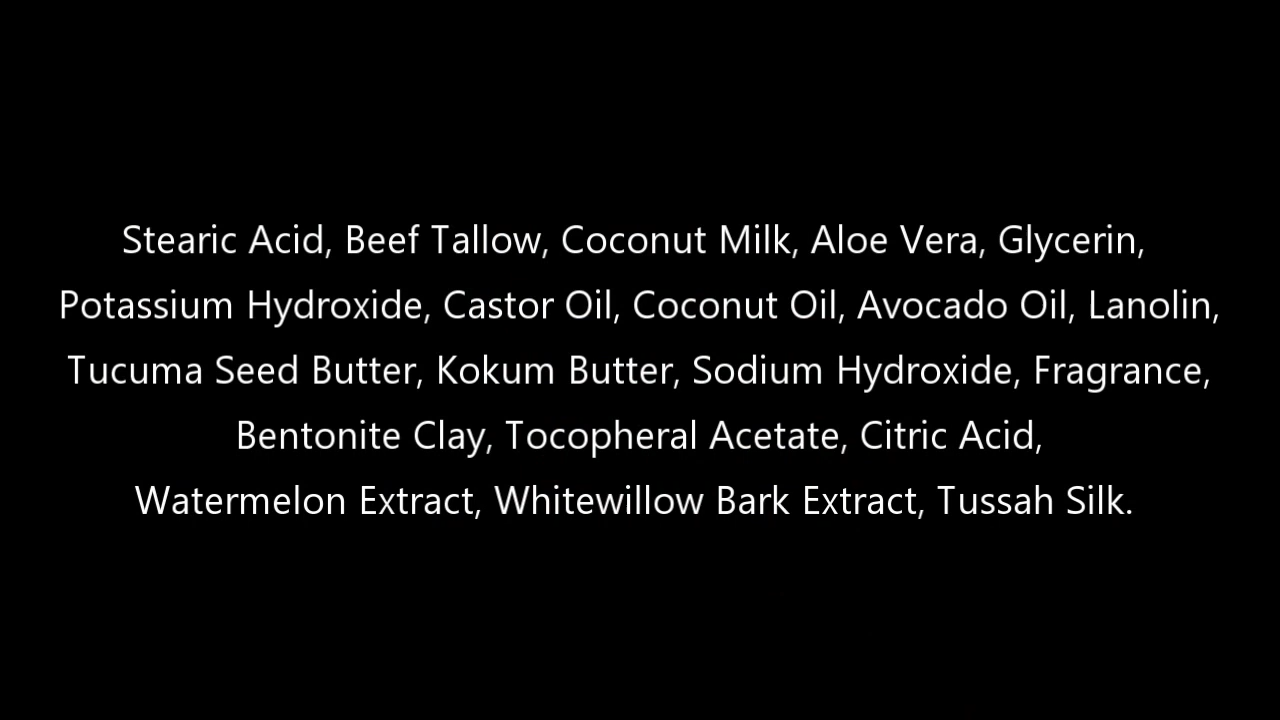 Stearic Acid, Beef Tallow, Coconut Milk, Aloe Vera, Glycerin,
Potassium Hydroxide, Castor Oil, Coconut Oil, Avocado Oil, Lanolin,
Tucuma Seed Butter, Kokum Butter, Sodium Hydroxide, Fragrance,
Bentonite Clay, Tocopheral Acetate, Citric Acid,
Watermelon Extract, Whitewillow Bark Extract, Tussah Silk.